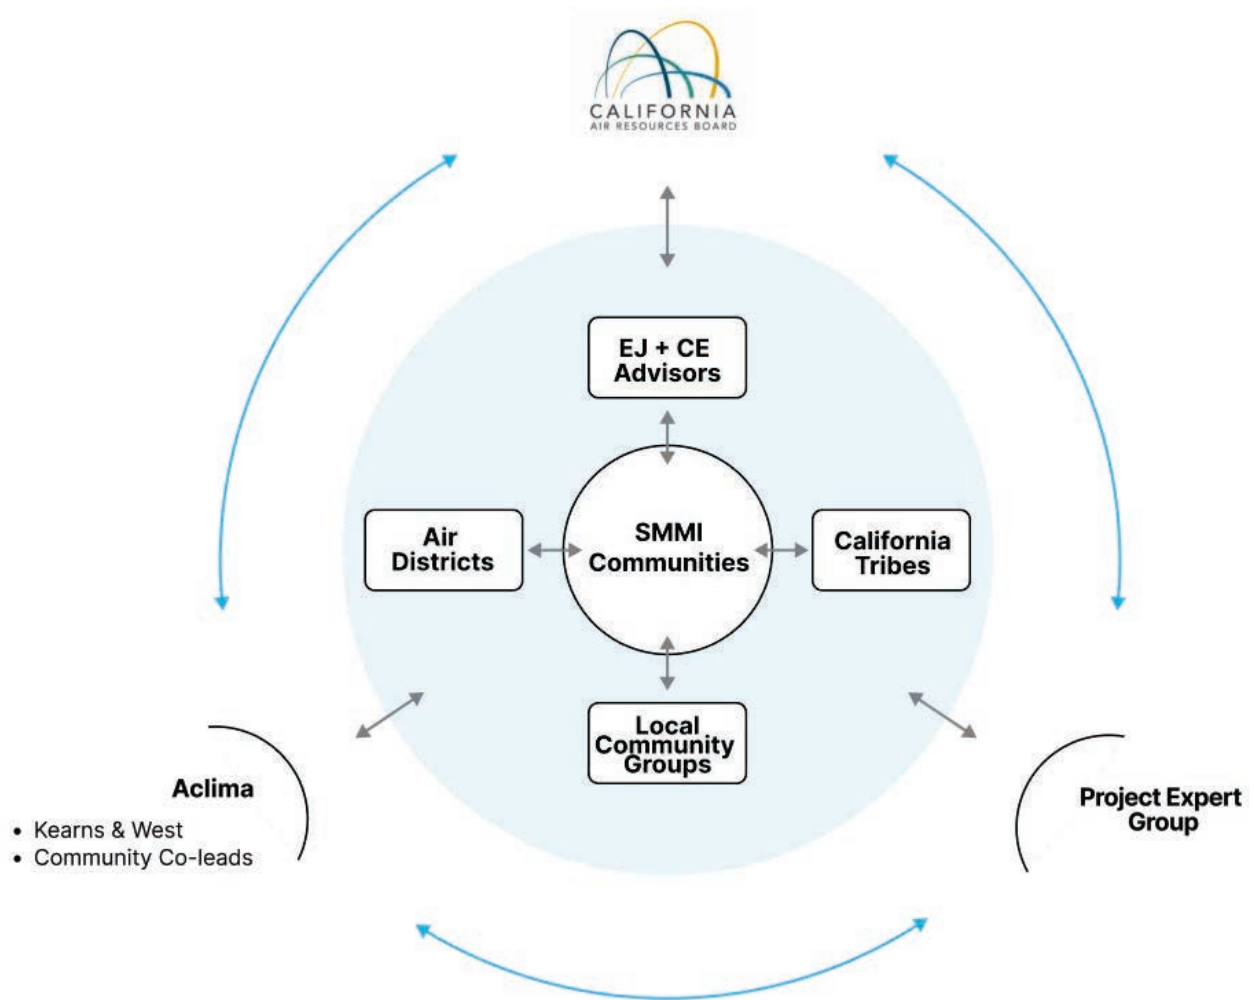 CALIFORNIA
AIR RESOURCES BOARD
EJ + CE
Advisors
Air
Districts
SMMI
Communities
California
Tribes
Local
Community
Groups
Aclima
• Kearns & West
• Community Co-leads
Project Expert
Group